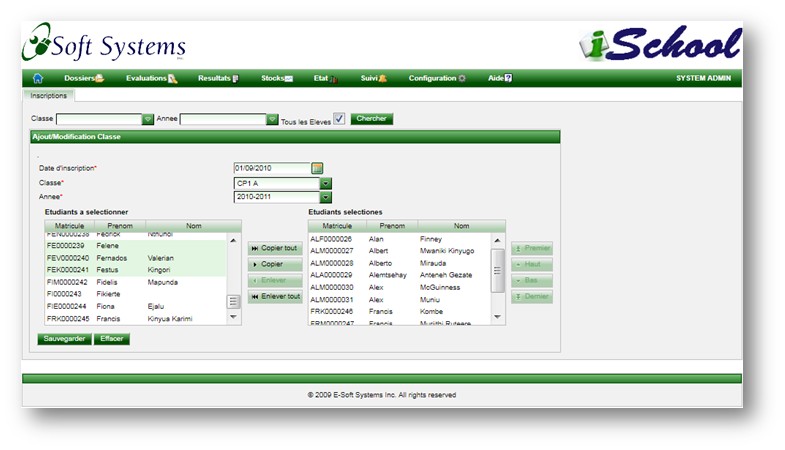 eSoft Systems Inc.
iSchool
Dossiers Evaluations Resultats Stocks Etat Suivi Configuration Aide SYSTEM ADMIN
Inscriptions
Classe Annee Tous les Eleves Chercher
Ajout/Modification Classe
Date d'inscription* 01/09/2010
Classe* CP1 A
Annee* 2010-2011
Etudiants a selectionner Etudiants selectiones
Matricule Prenom Nom Matricule Prenom Nom
FEN0000238 Fedrick Nthundi
FE0000239 Felene
FEV0000240 Fernados Valerian
FEK0000241 Festus Kingori
FIM0000242 Fidelis Mapunda
FI0000243 Fikierte
FIE0000244 Fiona Ejalu
FRK0000245 Francis Kinyua Karimi
Copier tout
Copier
Enlever
Enlever tout
ALF0000026 Alan Finney
ALM0000027 Albert Mwaniki Kinyugo
ALM0000028 Alberto Mirauda
ALA0000029 Alemtsehay Anteneh Gezate
ALM0000030 Alex McGuinness
ALM0000031 Alex Muniu
FRK0000246 Francis Kombe
FRM0000247 Francis Muriithi Ruteere
Premier
Haut
Bas
Dernier
Sauvegarder Effacer
© 2009 E-Soft Systems Inc. All rights reserved